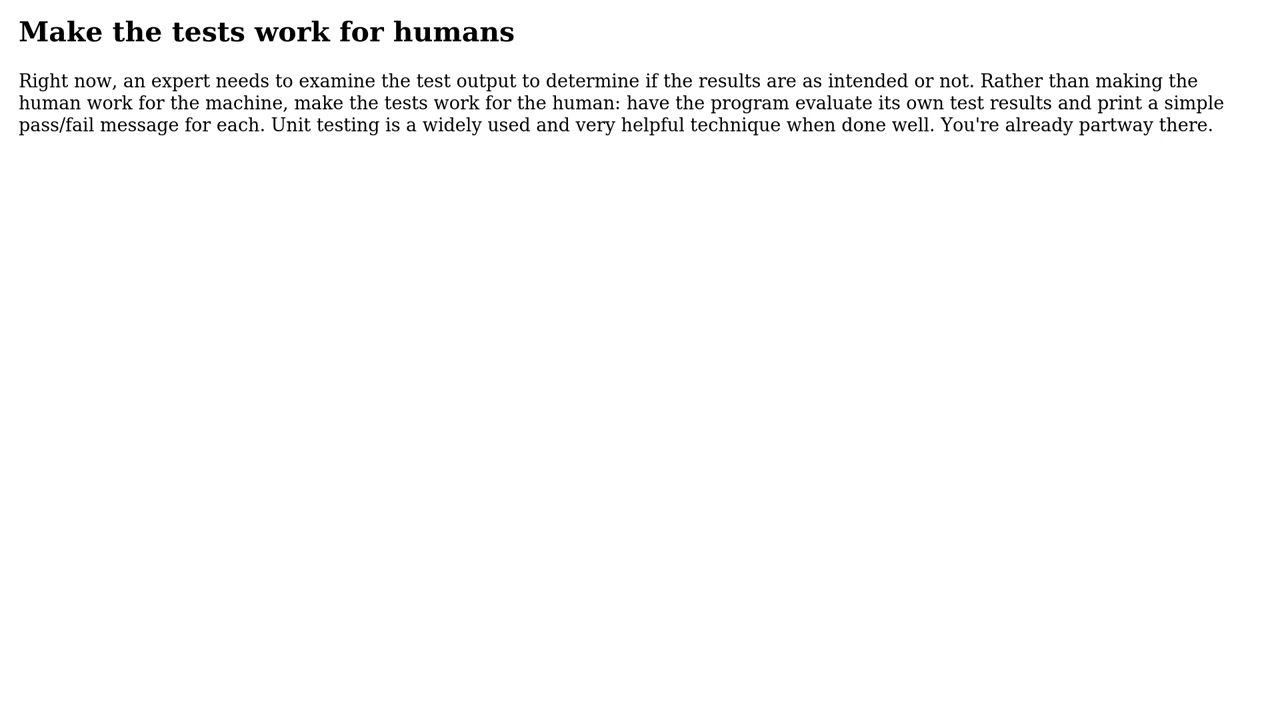 Make the tests work for humans
Right now, an expert needs to examine the test output to determine if the results are as intended or not. Rather than making the
human work for the machine, make the tests work for the human: have the program evaluate its own test results and print a simple
pass/fail message for each. Unit testing is a widely used and very helpful technique when done well. You're already partway there.